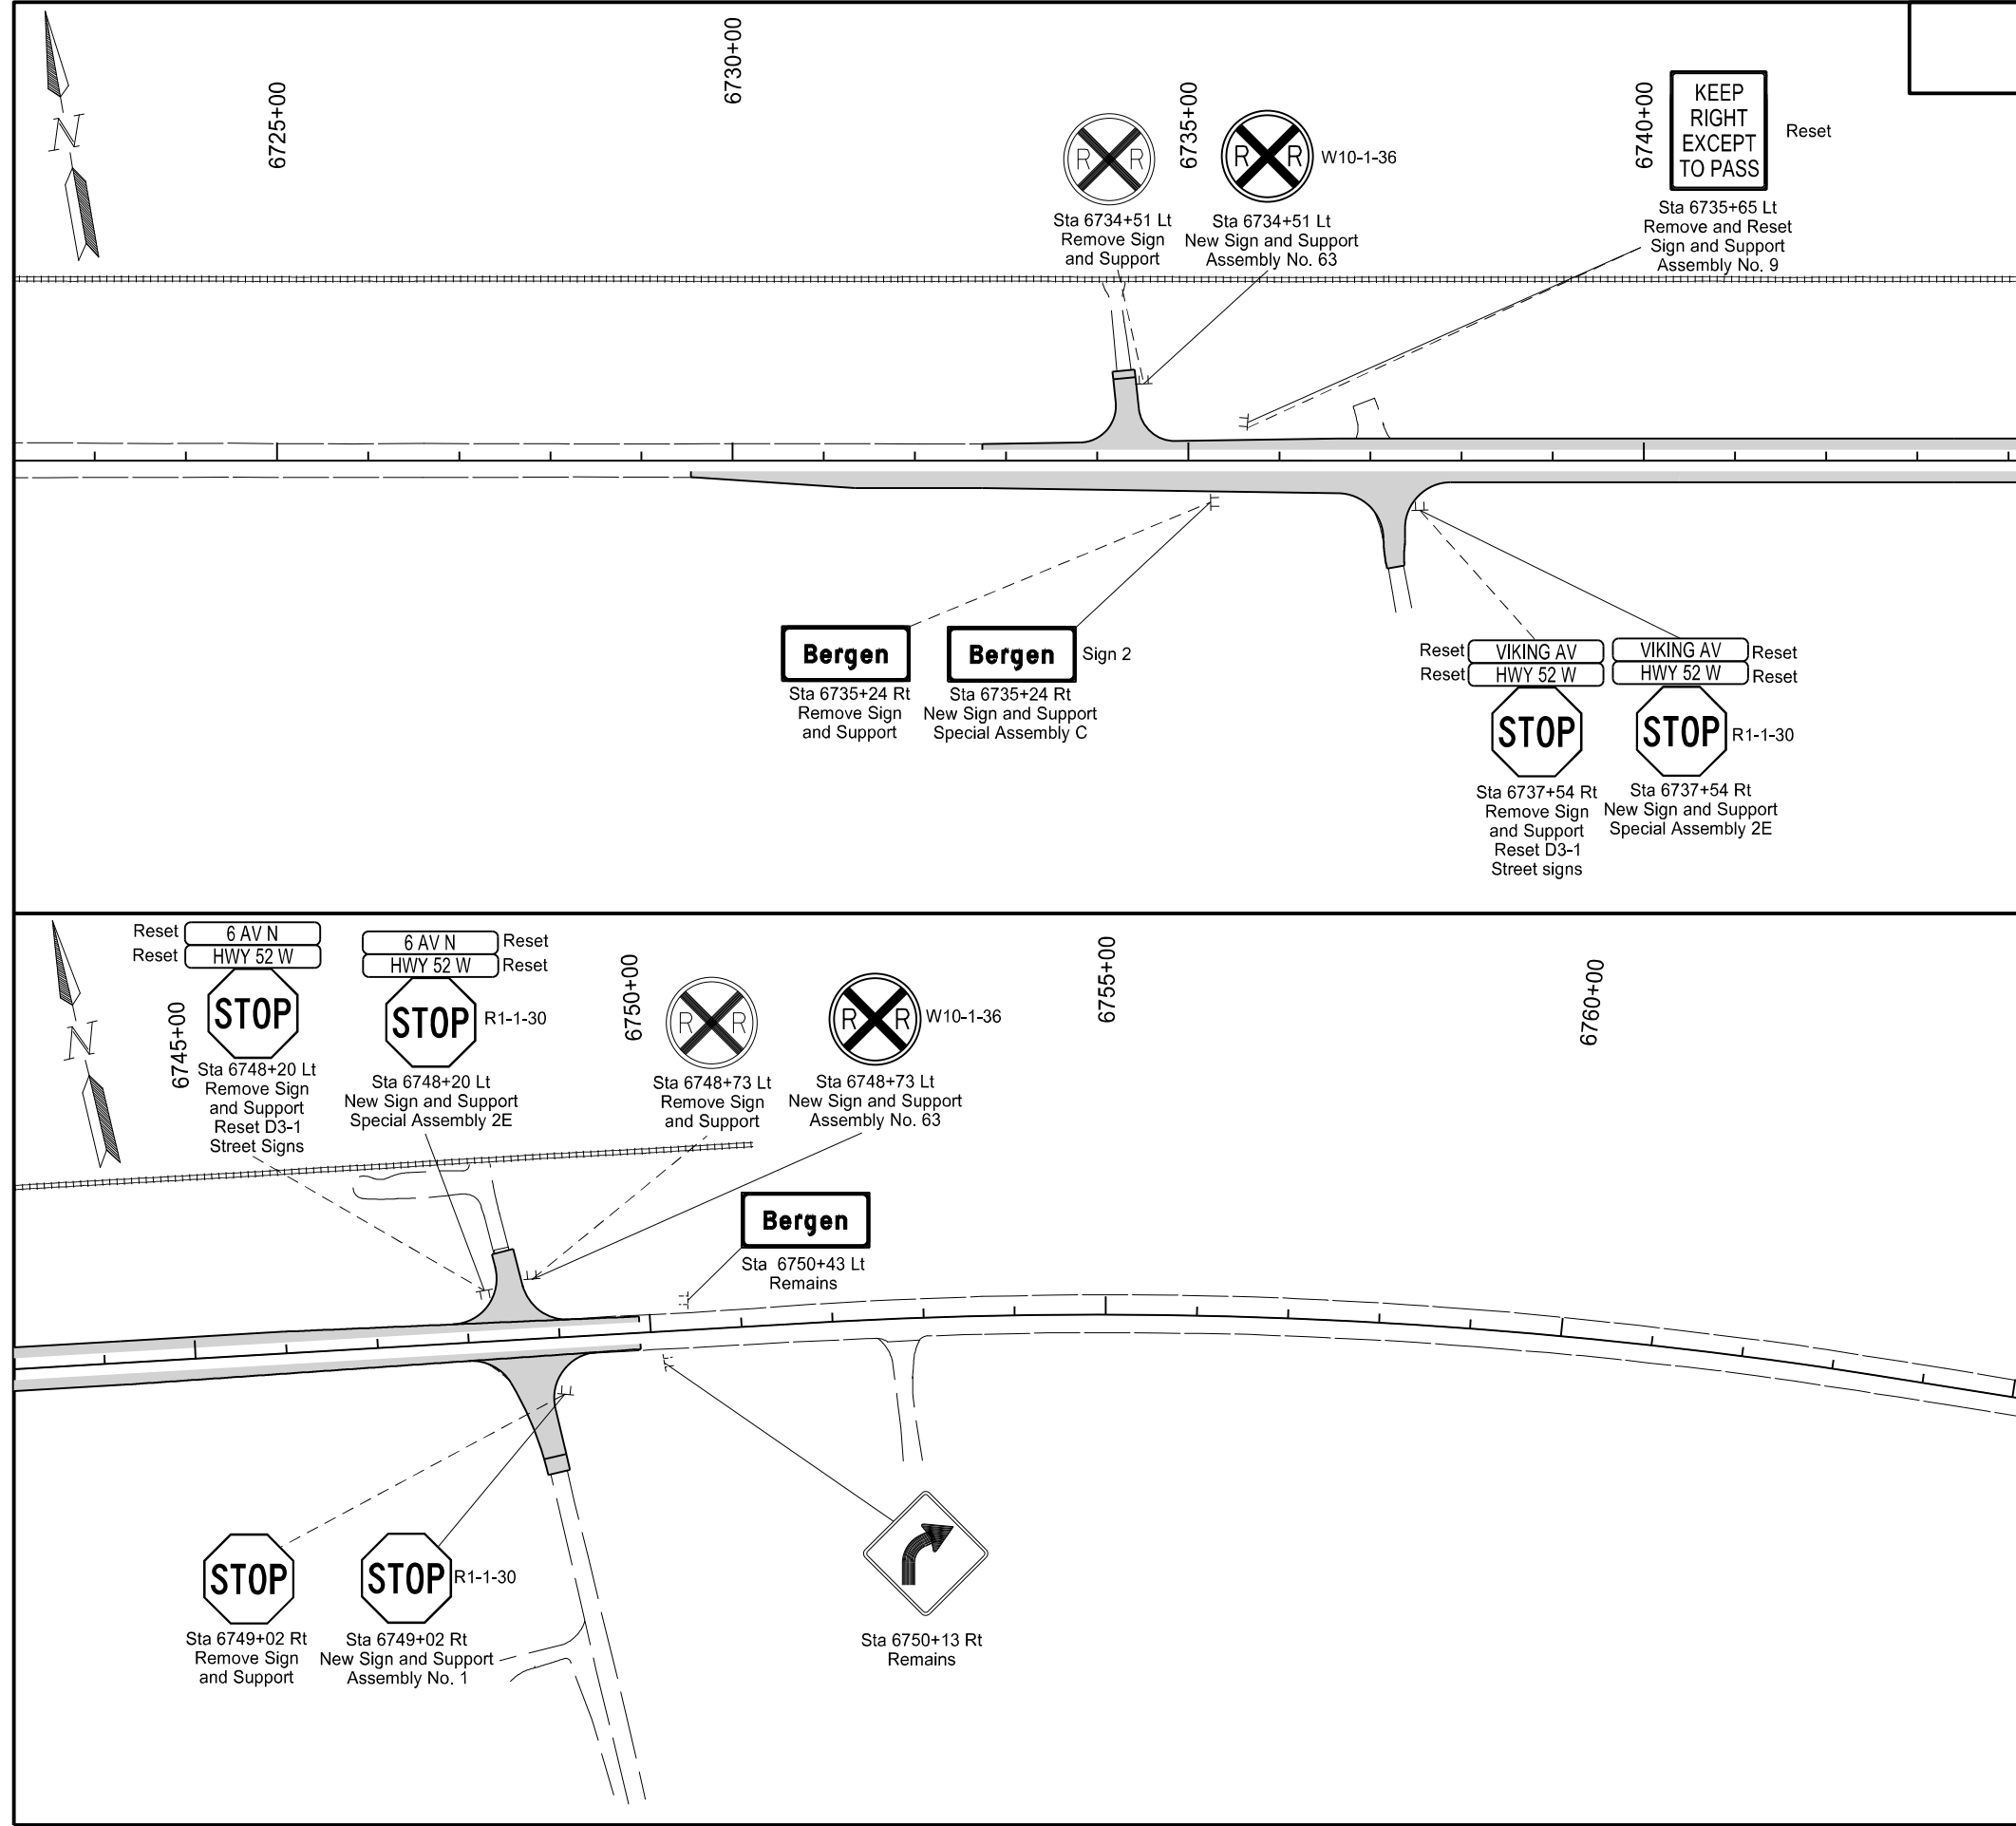 N
6725+00
6730+00
6735+00
6740+00
R R
Sta 6734+51 Lt
Remove Sign
and Support
R R
W10-1-36
Sta 6734+51 Lt
New Sign and Support
Assembly No. 63
KEEP
RIGHT
EXCEPT
TO PASS
Reset
Sta 6735+65 Lt
Remove and Reset
Sign and Support
Assembly No. 9
Bergen
Sta 6735+24 Rt
Remove Sign
and Support
Bergen
Sign 2
Sta 6735+24 Rt
New Sign and Support
Special Assembly C
Reset VIKING AV
Reset HWY 52 W
STOP
Sta 6737+54 Rt
Remove Sign
and Support
Reset D3-1
Street signs
VIKING AV Reset
HWY 52 W Reset
STOP
R1-1-30
Sta 6737+54 Rt
New Sign and Support
Special Assembly 2E
N
6745+00
6750+00
6755+00
6760+00
Reset 6 AV N
Reset HWY 52 W
STOP
Sta 6748+20 Lt
Remove Sign
and Support
Reset D3-1
Street Signs
6 AV N Reset
HWY 52 W Reset
STOP
R1-1-30
Sta 6748+20 Lt
New Sign and Support
Special Assembly 2E
R R
Sta 6748+73 Lt
Remove Sign
and Support
R R
W10-1-36
Sta 6748+73 Lt
New Sign and Support
Assembly No. 63
Bergen
Sta 6750+43 Lt
Remains
STOP
Sta 6749+02 Rt
Remove Sign
and Support
STOP
R1-1-30
Sta 6749+02 Rt
New Sign and Support
Assembly No. 1
Sta 6750+13 Rt
Remains